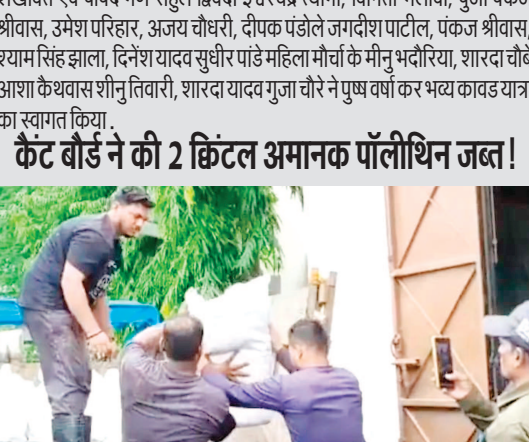 श्रीवास, उमेश परिहार, अजय चौधरी, दीपक पंडोले जगदीश पाटील, पंकज श्रीवास,
श्याम सिंह झाला, दिनेंश यादव सुधीर पांडे महिला मौर्चा के मीनु भदौरिया, शारदा चौबे
आशा कैथवास शीनु तिवारी, शारदा यादव गुजा चौरे ने पुष्प वर्षा कर भव्य कावड यात्रा
का स्वागत किया .
कैंट बौर्ड ने की 2 क्विंटल अमानक पॉलीथिन जब्त !